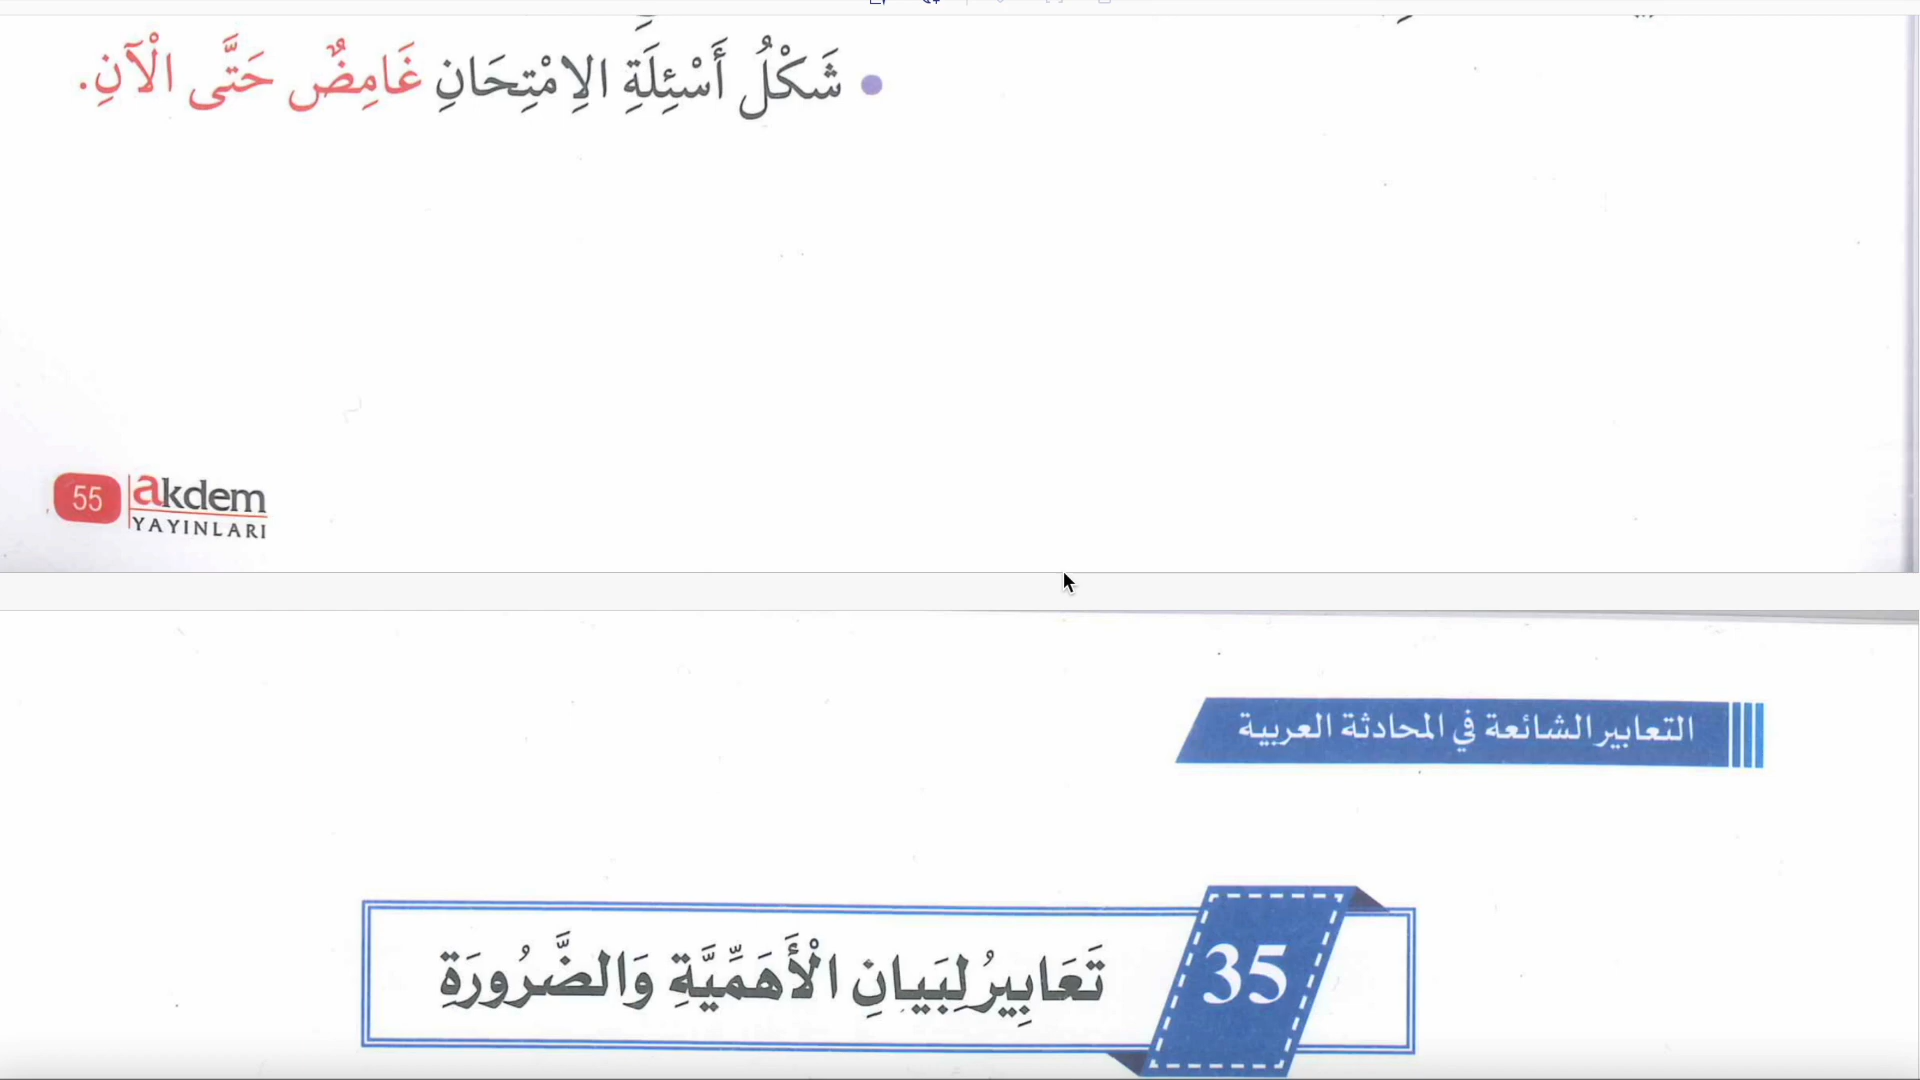 شَكْلُ أَسْئِلَةِ الِامْتِحَانِ غَامِضٌ حَتَّى الْآنِ.
55 akdem
YAYINLARI
التعابير الشائعة في المحادثة العربية
35 تَعَابِيرُ لِبَيانِ الْأَهَمِّيَّةِ وَالضَّرُورَةِ